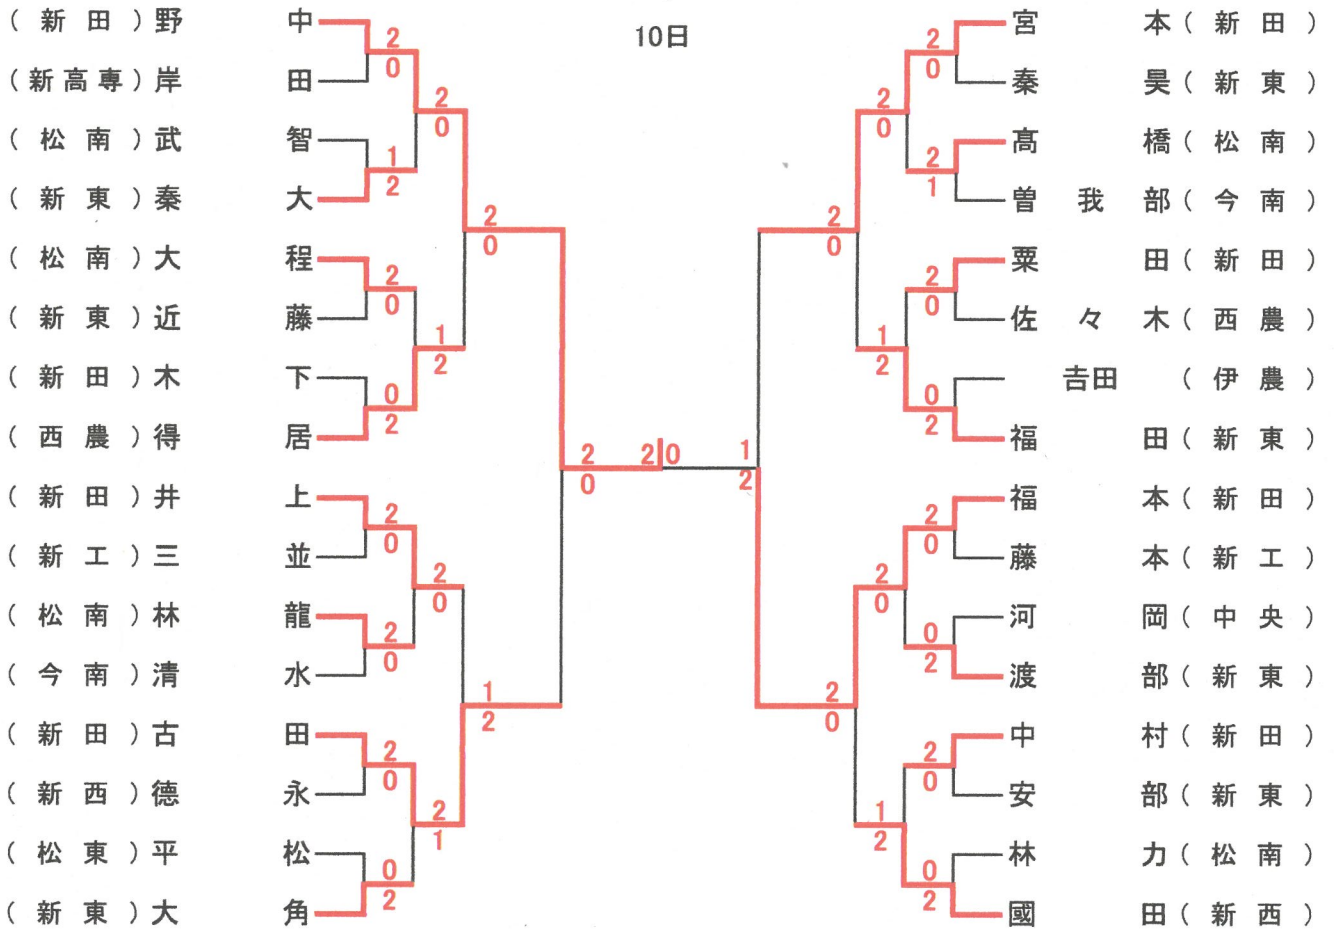 10日
（ 新 田 ） 野 中
（ 新 高 専 ） 岸 田
（ 松 南 ） 武 智
（ 新 東 ） 秦 大
（ 松 南 ） 大 程
（ 新 東 ） 近 藤
（ 新 田 ） 木 下
（ 西 農 ） 得 居
（ 新 田 ） 井 上
（ 新 工 ） 三 並
（ 松 南 ） 林 龍
（ 今 南 ） 清 水
（ 新 田 ） 古 田
（ 新 西 ） 德 永
（ 松 東 ） 平 松
（ 新 東 ） 大 角
2
0
1
2
2
0
0
2
2
0
2
0
2
0
0
2
2
0
1
2
2
0
2
1
2
0
1
2
2
0
2 0
1
2
2
0
2
0
2
0
1
2
2
0
1
2
2
0
2
1
2
0
0
2
2
0
0
2
2
0
0
2
宮 本 （ 新 田 ）
秦 昊 （ 新 東 ）
髙 橋 （ 松 南 ）
曽 我 部 （ 今 南 ）
粟 田 （ 新 田 ）
佐 々 木 （ 西 農 ）
𠮷田 （ 伊 農 ）
福 田 （ 新 東 ）
福 本 （ 新 田 ）
藤 本 （ 新 工 ）
河 岡 （ 中 央 ）
渡 部 （ 新 東 ）
中 村 （ 新 田 ）
安 部 （ 新 東 ）
林 力 （ 松 南 ）
國 田 （ 新 西 ）